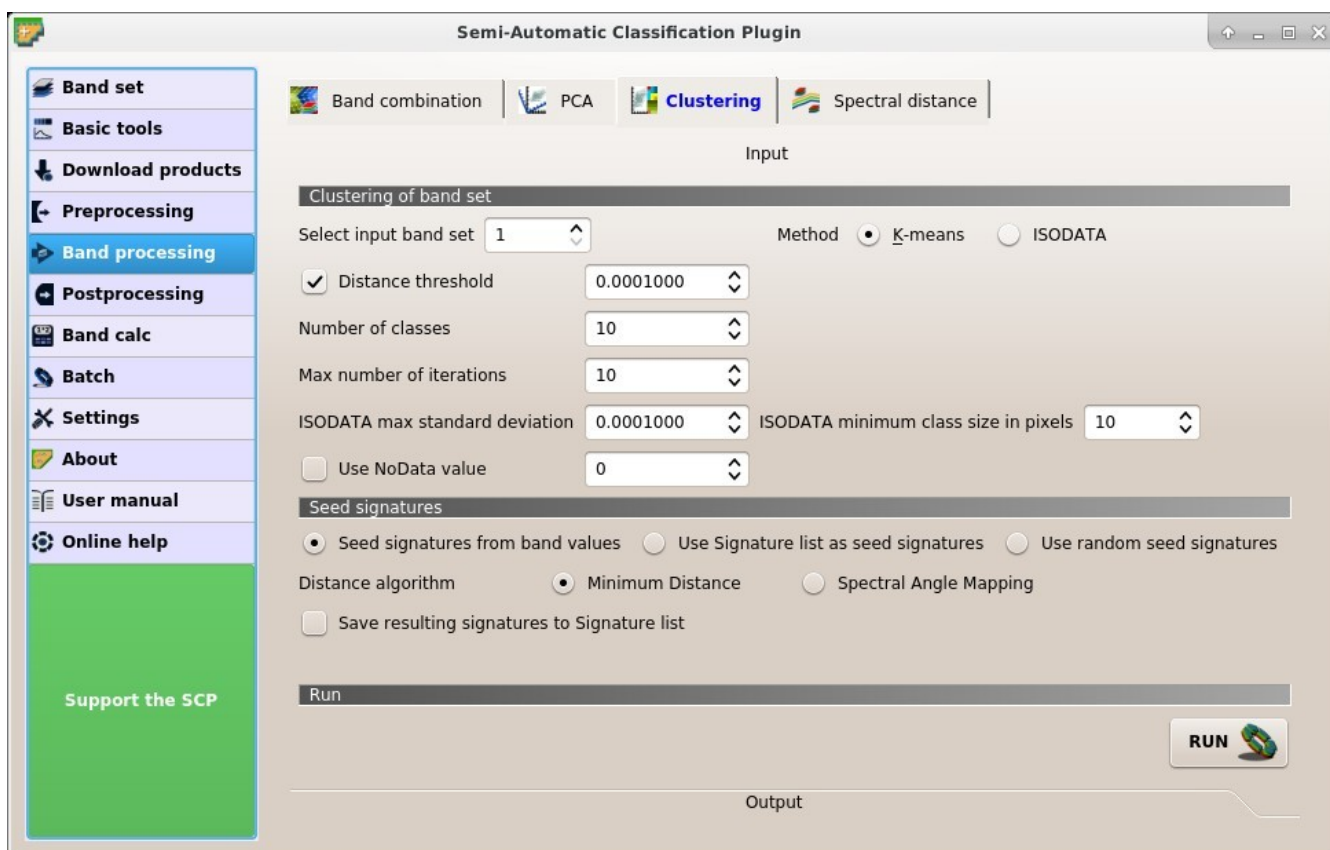 Semi-Automatic Classification Plugin
Band set
Basic tools
Download products
Preprocessing
Band processing
Postprocessing
Band calc
Batch
Settings
About
User manual
Online help
Support the SCP
Band combination PCA Clustering Spectral distance
Input
Clustering of band set
Select input band set 1 Method K-means ISODATA
Distance threshold 0.0001000
Number of classes 10
Max number of iterations 10
ISODATA max standard deviation 0.0001000 ISODATA minimum class size in pixels 10
Use NoData value 0
Seed signatures
Seed signatures from band values Use Signature list as seed signatures Use random seed signatures
Distance algorithm Minimum Distance Spectral Angle Mapping
Save resulting signatures to Signature list
Run
RUN
Output